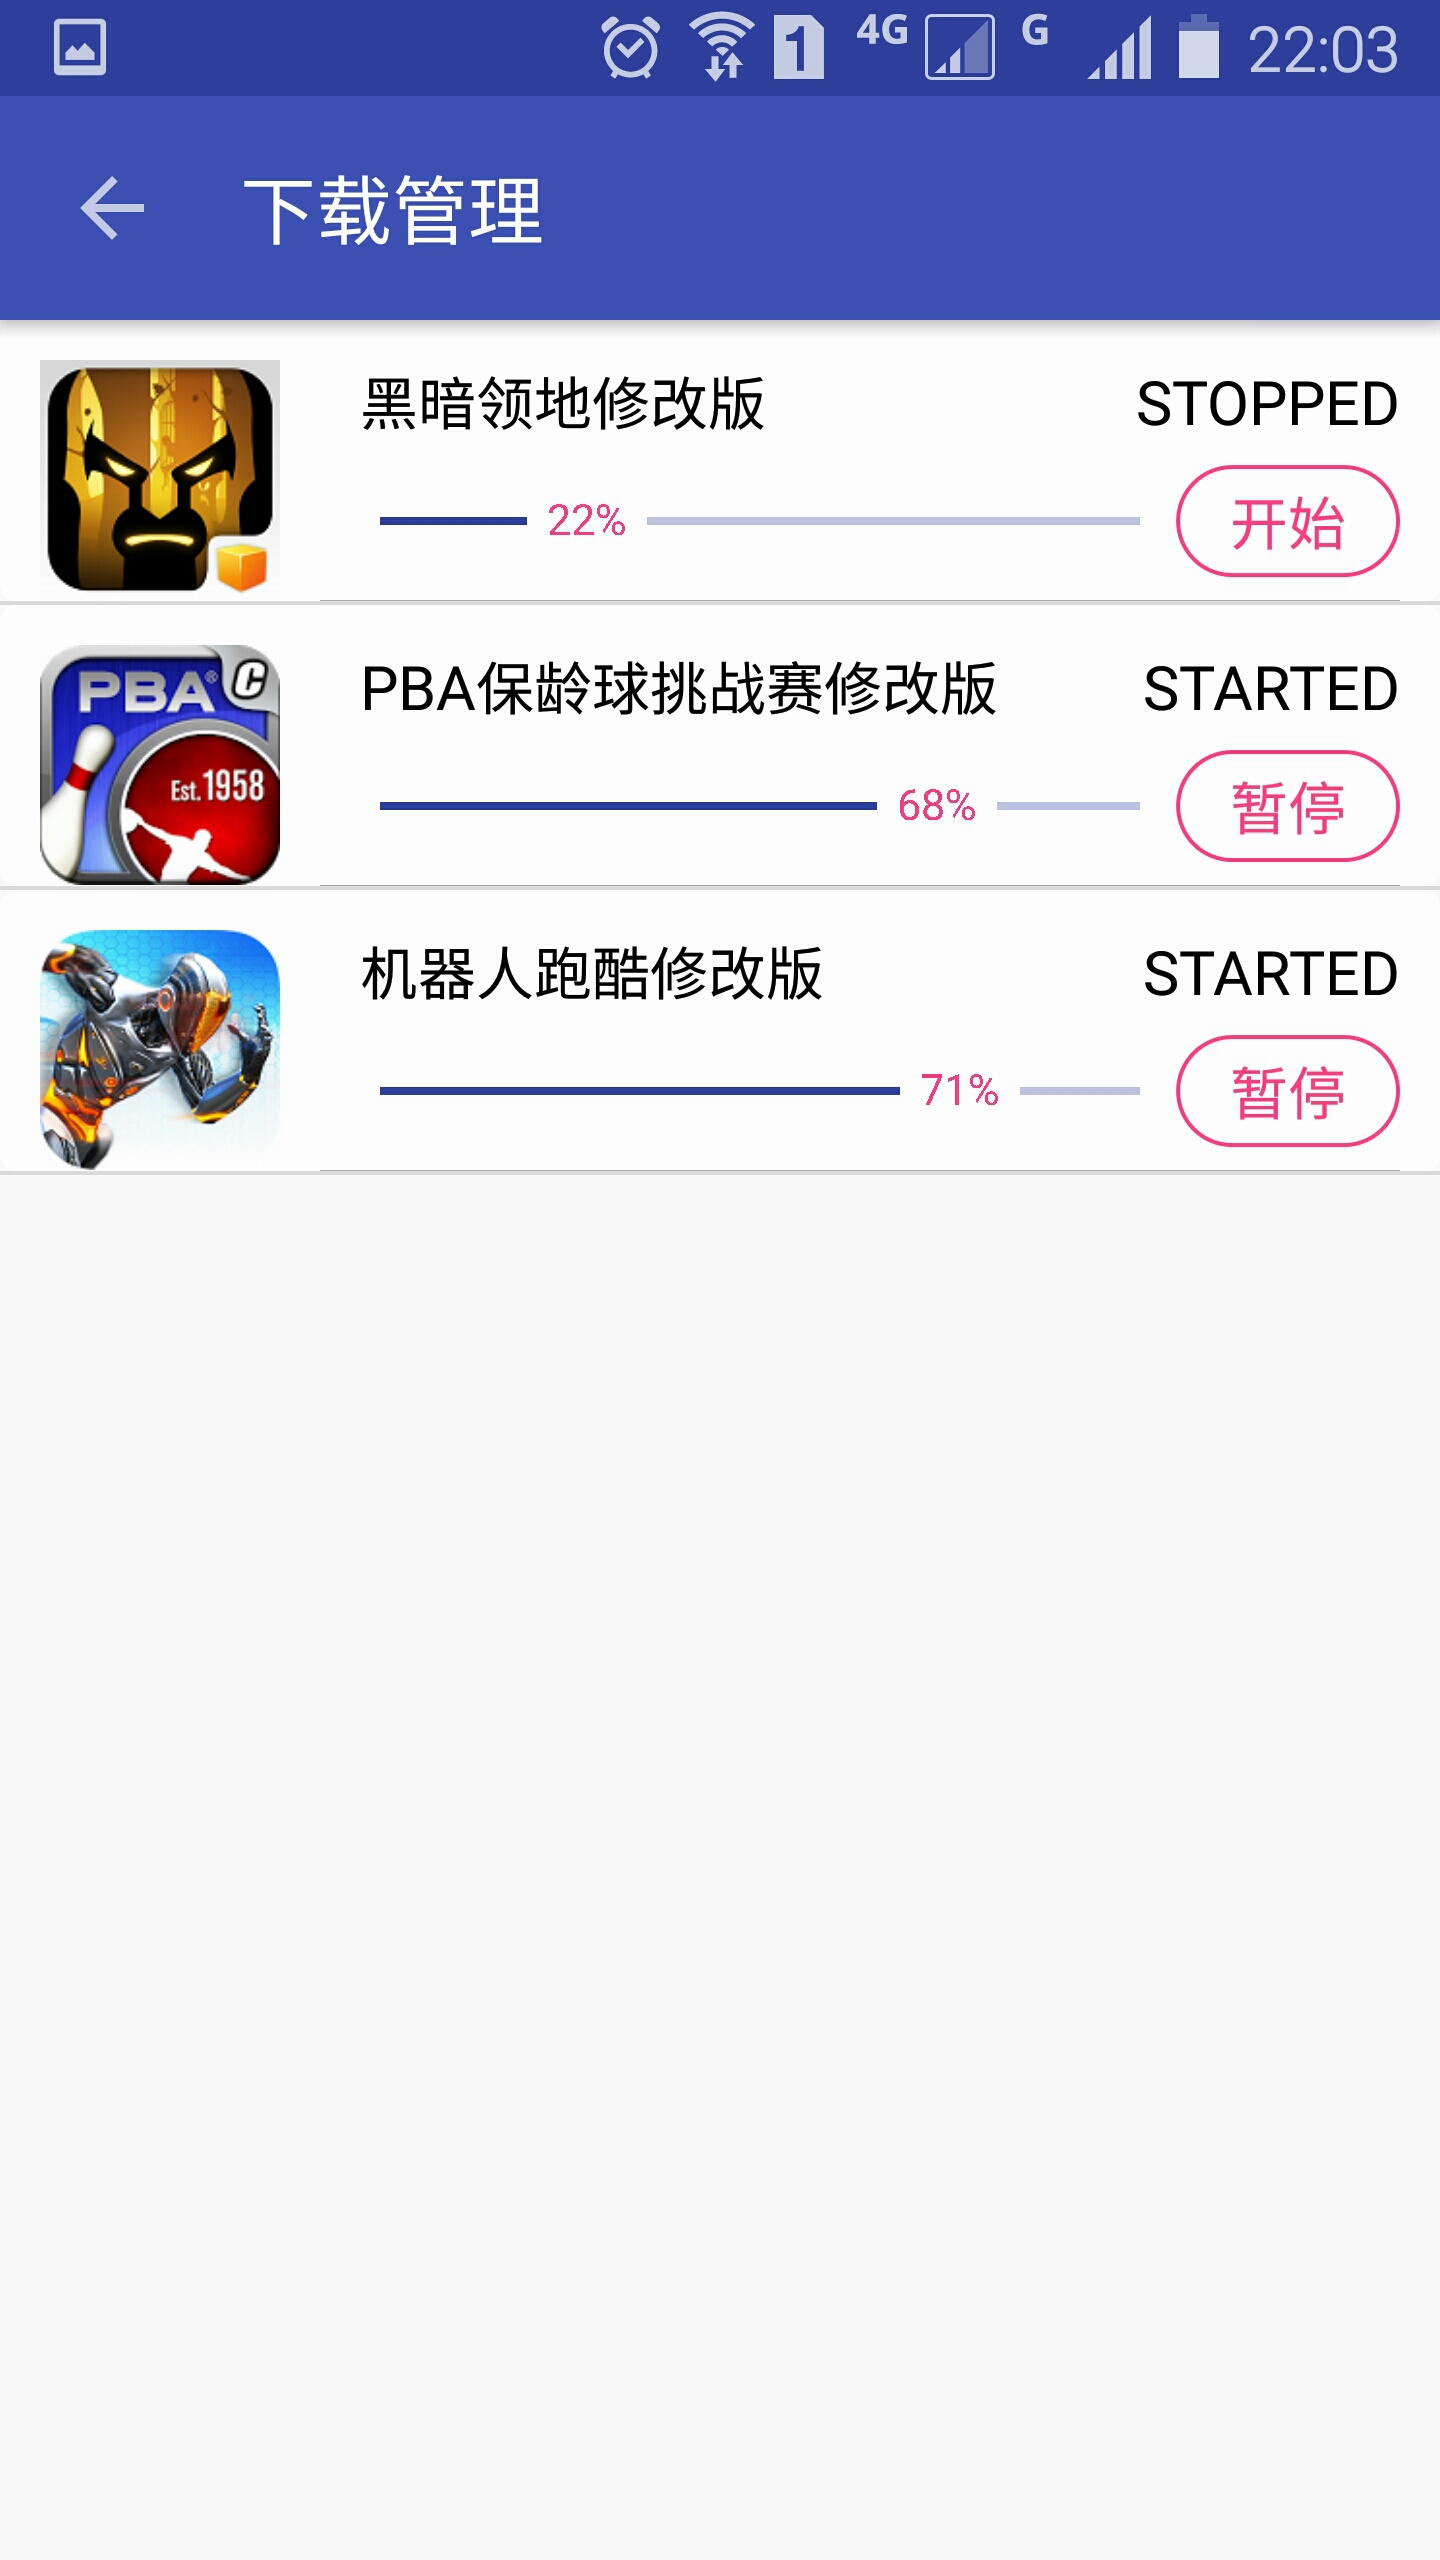 1 4G G 22:03
下载管理
黑暗领地修改版 STOPPED
22% 开始
PBA® C
Est. 1958
PBA保龄球挑战赛修改版 STARTED
68% 暂停
机器人跑酷修改版 STARTED
71% 暂停